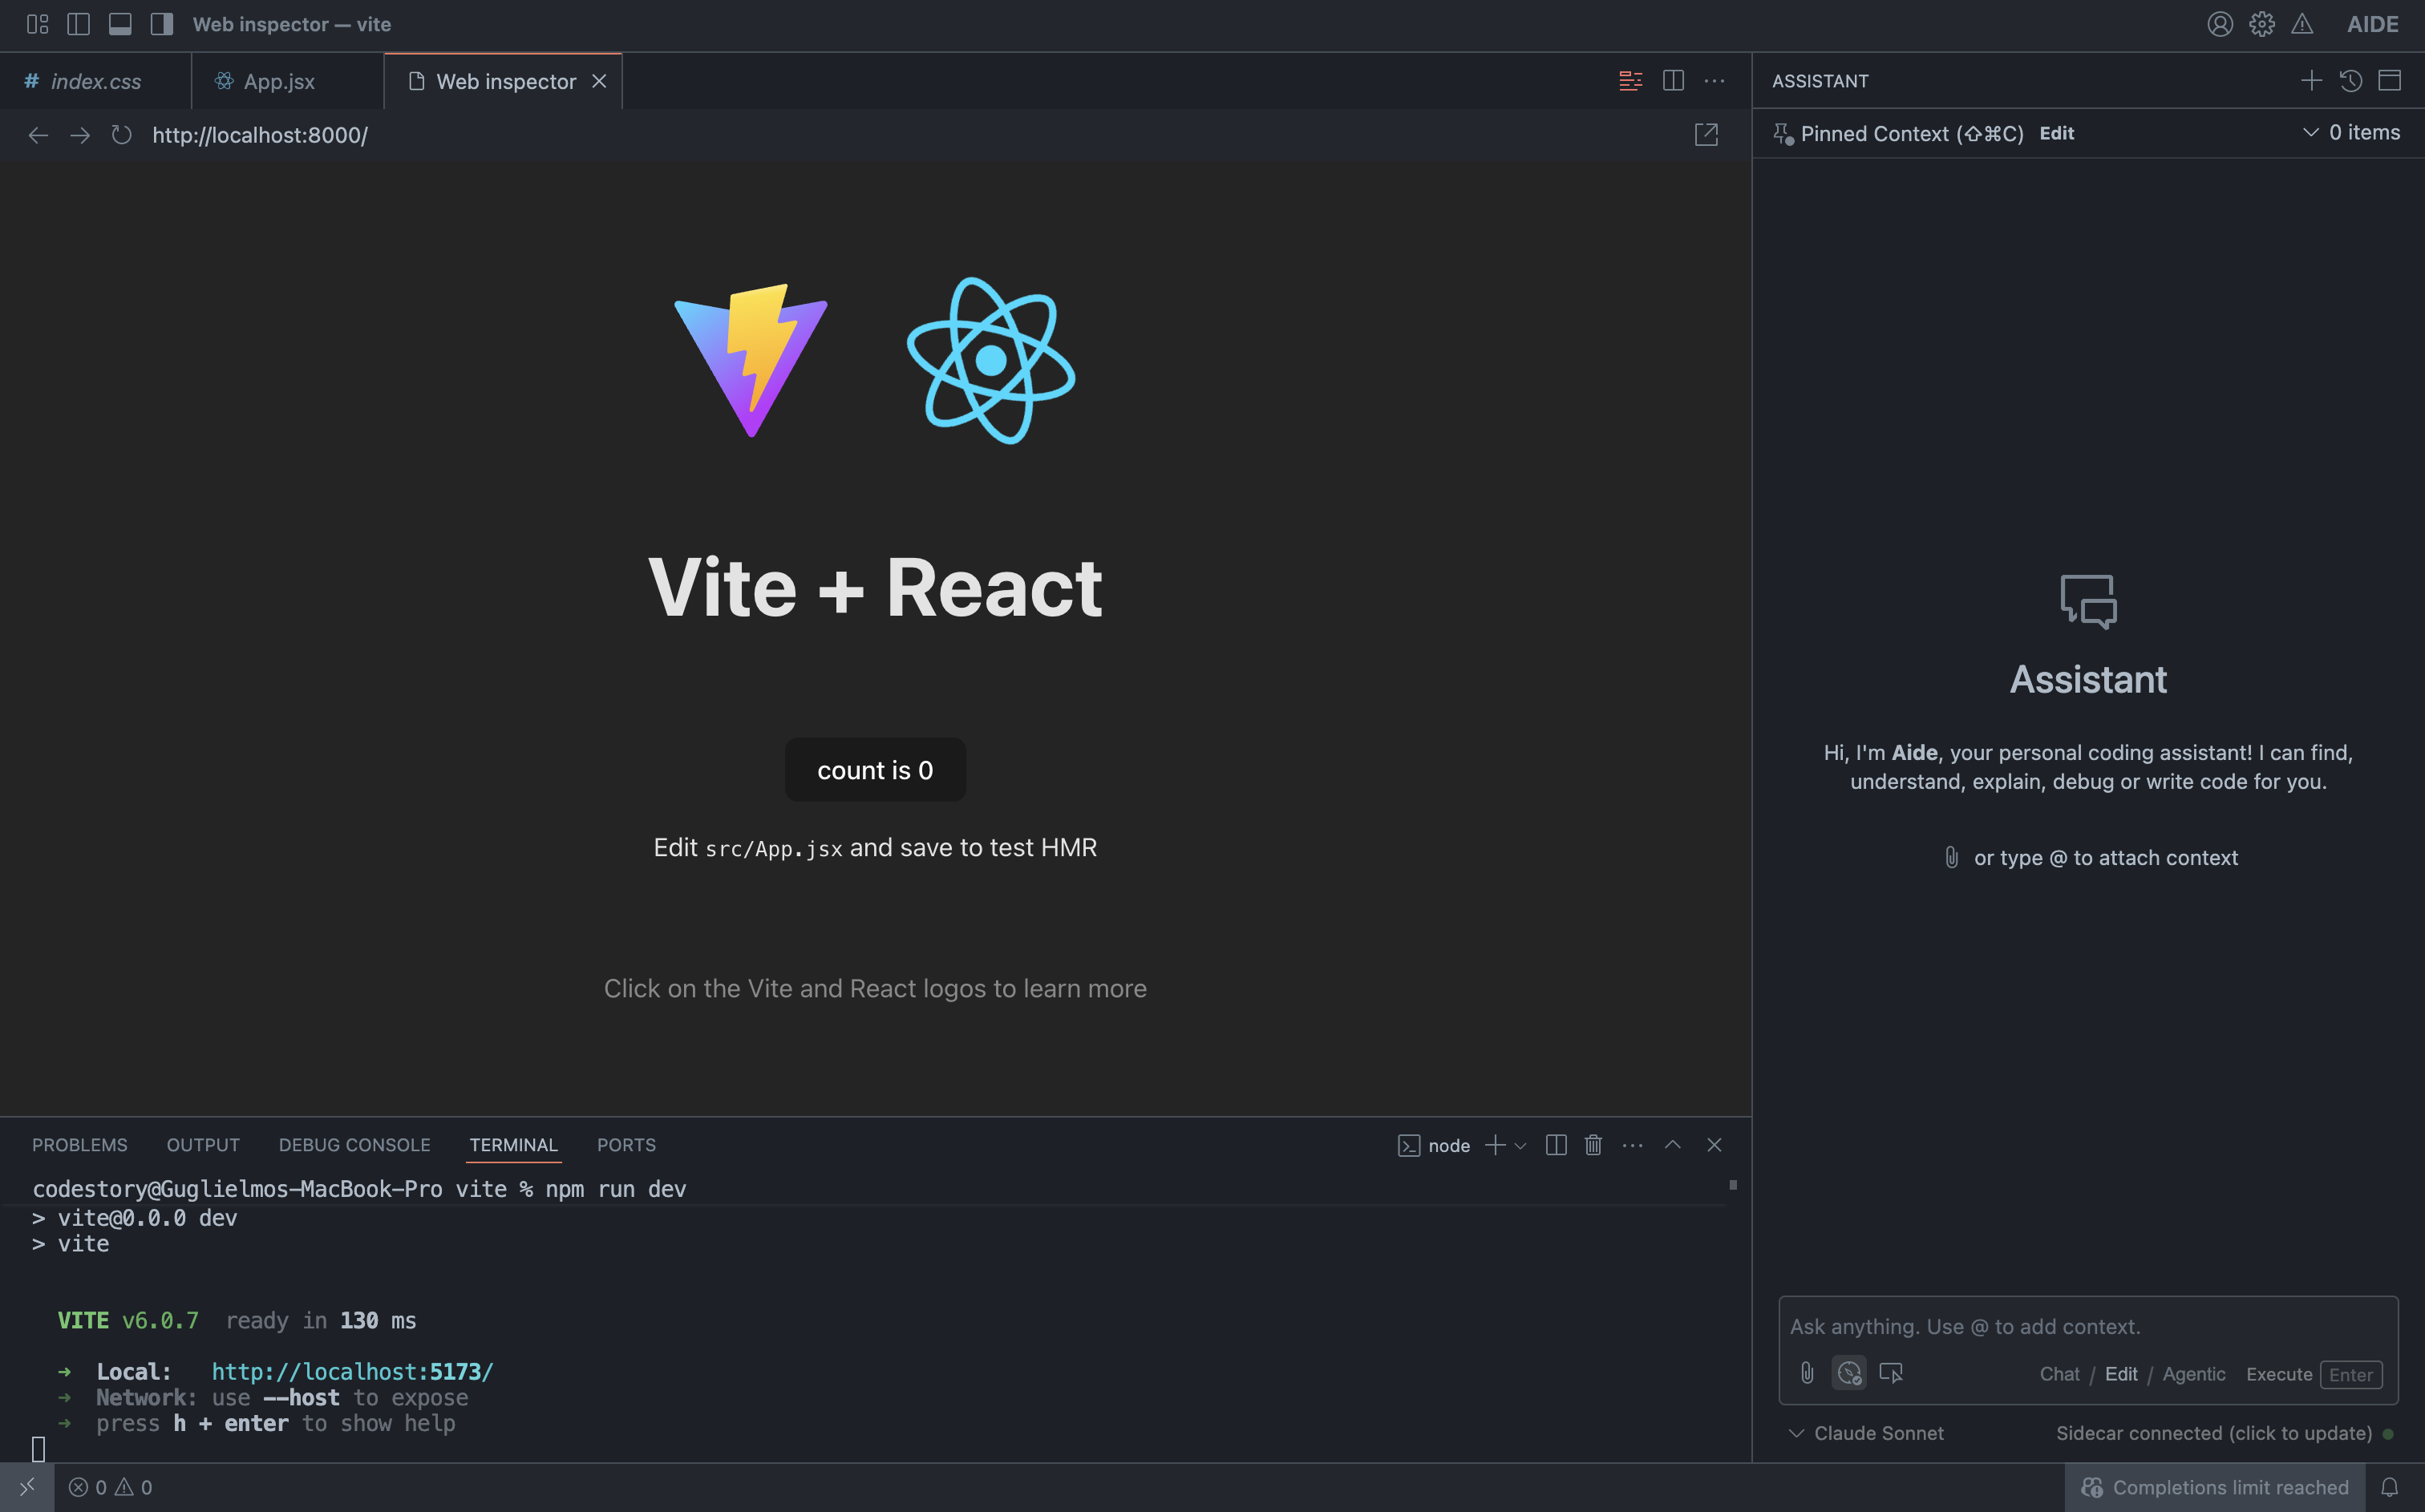 Web inspector — vite
AIDE
# index.css
App.jsx
Web inspector
http://localhost:8000/
Vite + React
count is 0
Edit src/App.jsx and save to test HMR
Click on the Vite and React logos to learn more
PROBLEMS OUTPUT DEBUG CONSOLE TERMINAL PORTS
node
codestory@Guglielmos-MacBook-Pro vite % npm run dev
> vite@0.0.0 dev
> vite
VITE v6.0.7 ready in 130 ms
➜ Local: http://localhost:5173/
➜ Network: use --host to expose
➜ press h + enter to show help
ASSISTANT
Pinned Context (⇧⌘C) Edit
0 items
Assistant
Hi, I'm Aide, your personal coding assistant! I can find,
understand, explain, debug or write code for you.
or type @ to attach context
Ask anything. Use @ to add context.
Chat / Edit / Agentic Execute Enter
Claude Sonnet
Sidecar connected (click to update)
0 0
Completions limit reached